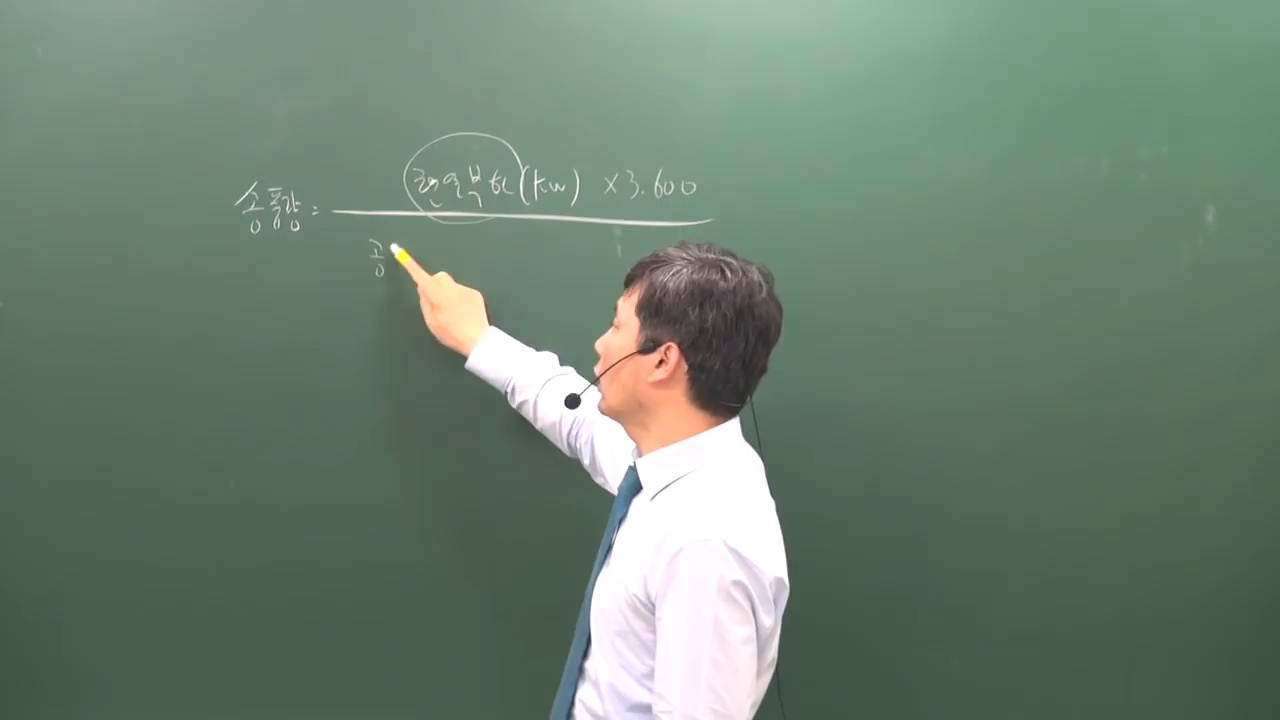 송풍량 = 현열부하(kw) × 3.600
공